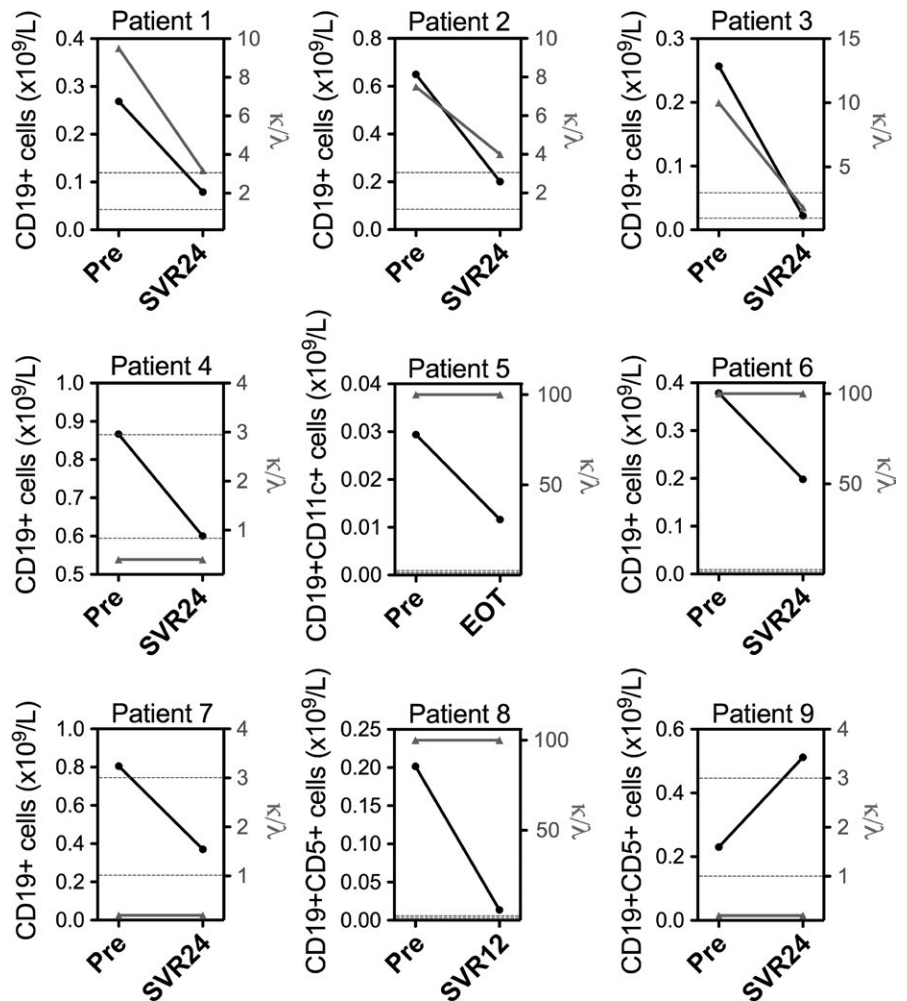 Patient 1
CD19+ cells (x10⁹/L)
0.4
0.3
0.2
0.1
0.0
10
8
6
4
2
κ/λ
Pre
SVR24
Patient 2
CD19+ cells (x10⁹/L)
0.8
0.6
0.4
0.2
0.0
10
8
6
4
2
κ/λ
Pre
SVR24
Patient 3
CD19+ cells (x10⁹/L)
0.3
0.2
0.1
0.0
15
10
5
κ/λ
Pre
SVR24
Patient 4
CD19+ cells (x10⁹/L)
1.0
0.9
0.8
0.7
0.6
0.5
4
3
2
1
κ/λ
Pre
SVR24
Patient 5
CD19+CD11c+ cells (x10⁹/L)
0.04
0.03
0.02
0.01
0.00
100
50
κ/λ
Pre
EOT
Patient 6
CD19+ cells (x10⁹/L)
0.4
0.3
0.2
0.1
0.0
100
50
κ/λ
Pre
SVR24
Patient 7
CD19+ cells (x10⁹/L)
1.0
0.8
0.6
0.4
0.2
0.0
4
3
2
1
κ/λ
Pre
SVR24
Patient 8
CD19+CD5+ cells (x10⁹/L)
0.25
0.20
0.15
0.10
0.05
0.00
100
50
κ/λ
Pre
SVR12
Patient 9
CD19+CD5+ cells (x10⁹/L)
0.6
0.4
0.2
0.0
4
3
2
1
κ/λ
Pre
SVR24